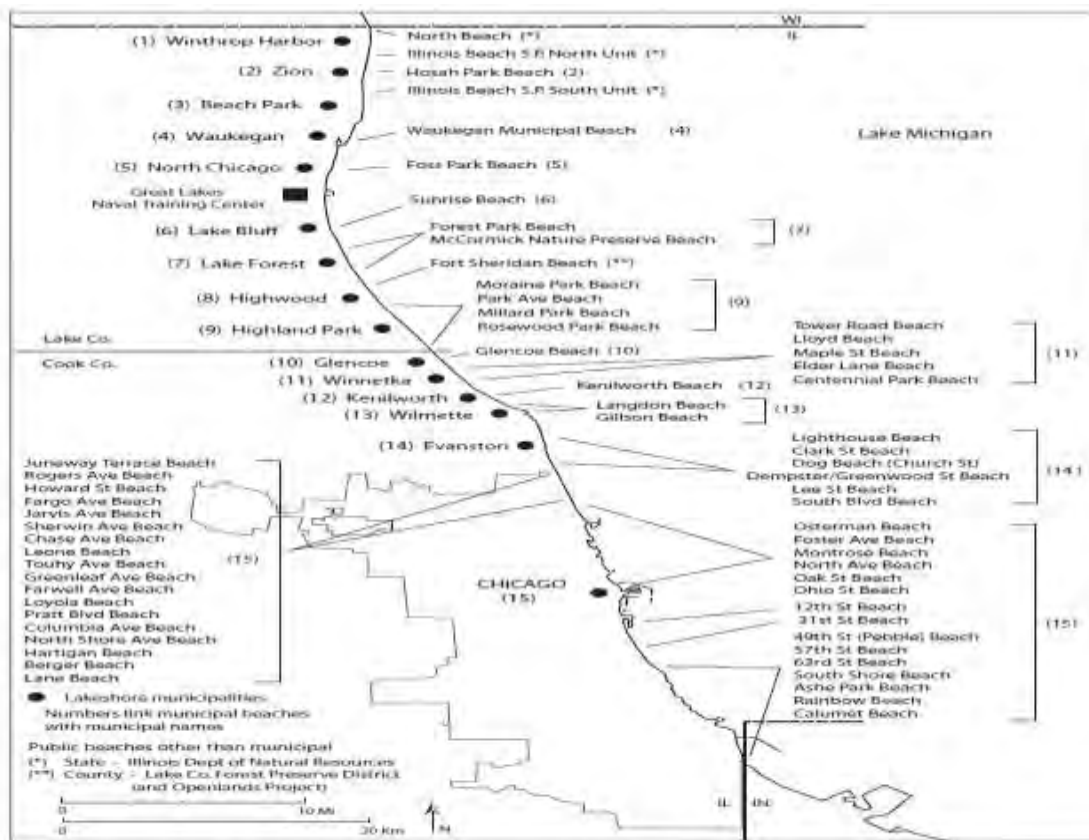 WI
IL
(1) Winthrop Harbor
(2) Zion
(3) Beach Park
(4) Waukegan
(5) North Chicago
Great Lakes
Naval Training Center
(6) Lake Bluff
(7) Lake Forest
(8) Highwood
(9) Highland Park
Lake Co.
Cook Co.
(10) Glencoe
(11) Winnetka
(12) Kenilworth
(13) Wilmette
(14) Evanston
CHICAGO
(15)
North Beach (*)
Illinois Beach S.P. North Unit (*)
Hosah Park Beach (2)
Illinois Beach S.P. South Unit (*)
Waukegan Municipal Beach (4)
Foss Park Beach (5)
Sunrise Beach (6)
Forest Park Beach
McCormick Nature Preserve Beach
(7)
Fort Sheridan Beach (**)
Moraine Park Beach
Park Ave Beach
Millard Park Beach
Rosewood Park Beach
(9)
Glencoe Beach (10)
Tower Road Beach
Lloyd Beach
Maple St Beach
Elder Lane Beach
Centennial Park Beach
(11)
Kenilworth Beach (12)
Langdon Beach
Gillson Beach
(13)
Lighthouse Beach
Clark St Beach
Dog Beach (Church St)
Dempster/Greenwood St Beach
Lee St Beach
South Blvd Beach
(14)
Lake Michigan
Juneway Terrace Beach
Rogers Ave Beach
Howard St Beach
Fargo Ave Beach
Jarvis Ave Beach
Sherwin Ave Beach
Chase Ave Beach
Leone Beach
Touhy Ave Beach
Greenleaf Ave Beach
Farwell Ave Beach
Loyola Beach
Pratt Blvd Beach
Columbia Ave Beach
North Shore Ave Beach
Hartigan Beach
Berger Beach
Lane Beach
(15)
Osterman Beach
Foster Ave Beach
Montrose Beach
North Ave Beach
Oak St Beach
Ohio St Beach
12th St Beach
31st St Beach
49th St (Pebble) Beach
57th St Beach
63rd St Beach
South Shore Beach
Ashe Park Beach
Rainbow Beach
Calumet Beach
(15)
Lakeshore municipalities
Numbers link municipal beaches
with municipal names
Public beaches other than municipal
(*) State - Illinois Dept of Natural Resources
(**) County - Lake Co. Forest Preserve District
(and Openlands Project)
0 10 Mi
0 20 Km
N
IL
IN